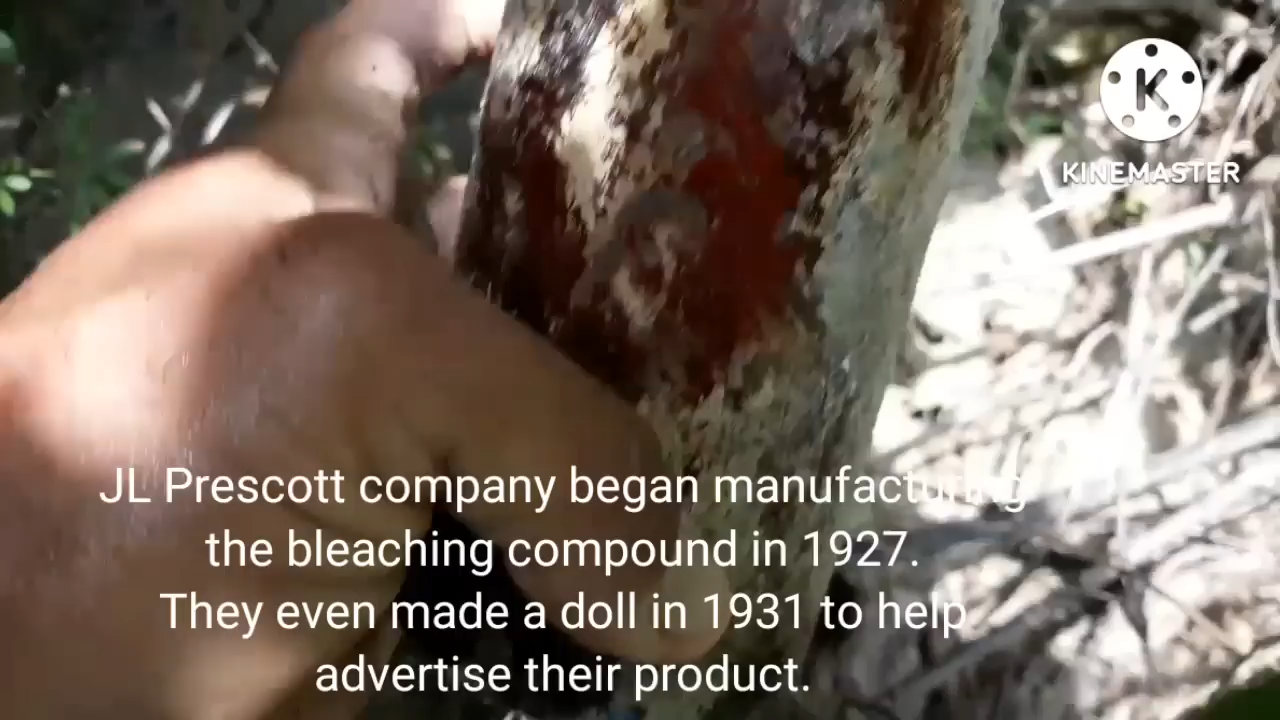 K
KINEMASTER
JL Prescott company began manufacturing
the bleaching compound in 1927.
They even made a doll in 1931 to help
advertise their product.